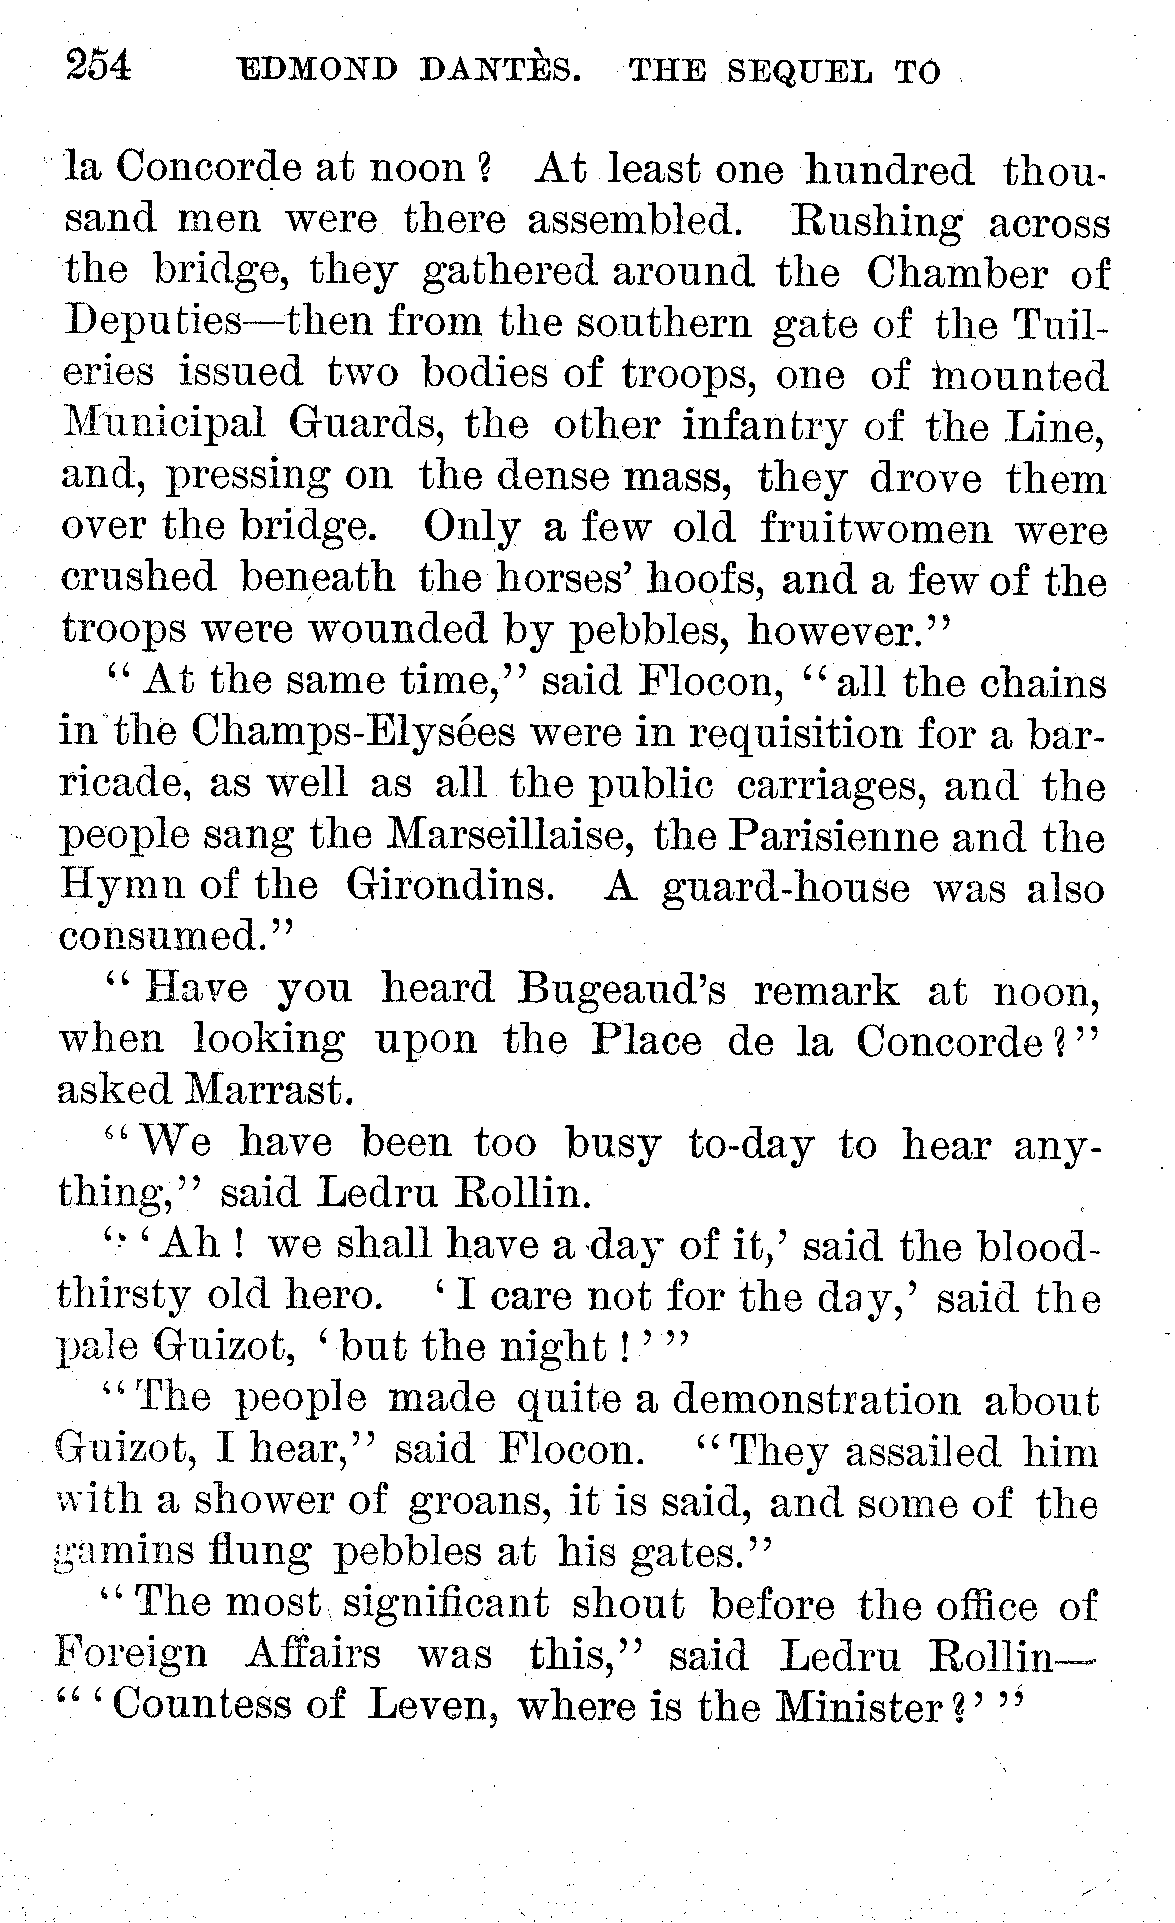 254 EDMOND DANTÈS. THE SEQUEL TO
la Concorde at noon? At least one hundred thou-
sand men were there assembled. Rushing across
the bridge, they gathered around the Chamber of
Deputies—then from the southern gate of the Tuil-
eries issued two bodies of troops, one of mounted
Municipal Guards, the other infantry of the Line,
and, pressing on the dense mass, they drove them
over the bridge. Only a few old fruitwomen were
crushed beneath the horses' hoofs, and a few of the
troops were wounded by pebbles, however."
"At the same time," said Flocon, "all the chains
in the Champs-Elysées were in requisition for a bar-
ricade, as well as all the public carriages, and the
people sang the Marseillaise, the Parisienne and the
Hymn of the Girondins. A guard-house was also
consumed."
"Have you heard Bugeaud's remark at noon,
when looking upon the Place de la Concorde?"
asked Marrast.
"We have been too busy to-day to hear any-
thing," said Ledru Rollin.
"'Ah! we shall have a day of it,' said the blood-
thirsty old hero. 'I care not for the day,' said the
pale Guizot, 'but the night!'"
"The people made quite a demonstration about
Guizot, I hear," said Flocon. "They assailed him
with a shower of groans, it is said, and some of the
gamins flung pebbles at his gates."
"The most significant shout before the office of
Foreign Affairs was this," said Ledru Rollin—
"'Countess of Leven, where is the Minister?'"